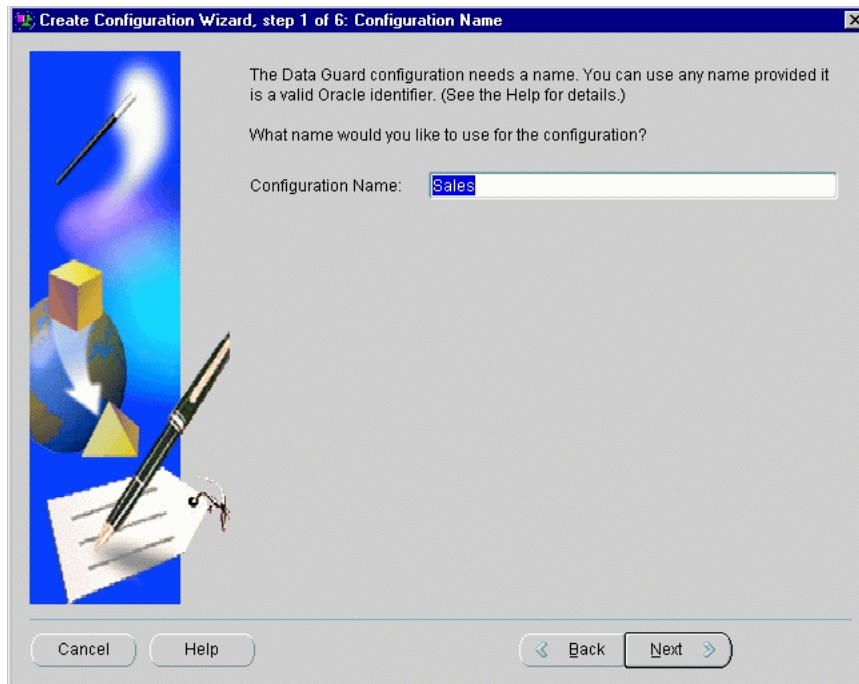 Create Configuration Wizard, step 1 of 6: Configuration Name
The Data Guard configuration needs a name. You can use any name provided it
is a valid Oracle identifier. (See the Help for details.)
What name would you like to use for the configuration?
Configuration Name: Sales
Cancel Help Back Next